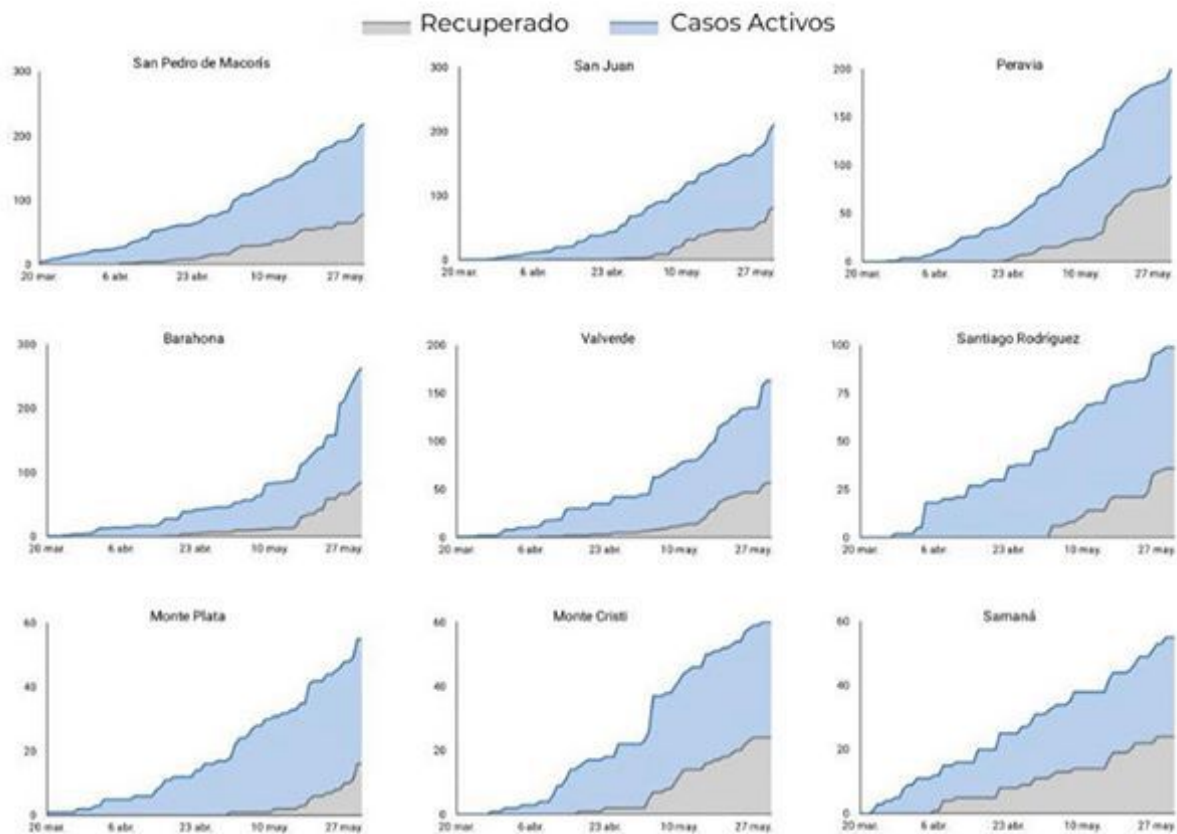 Recuperado Casos Activos
San Pedro de Macorís San Juan Peravia
300 300 200
200 200 150
100 100 100
50
0 0 0
20 mar. 6 abr. 23 abr. 10 may. 27 may. 20 mar. 6 abr. 23 abr. 10 may. 27 may. 20 mar. 6 abr. 23 abr. 10 may. 27 may.
Barahona Valverde Santiago Rodríguez
300 200 100
200 150 75
100 100 50
50 25
0 0 0
20 mar. 6 abr. 23 abr. 10 may. 27 may. 20 mar. 6 abr. 23 abr. 10 may. 27 may. 20 mar. 6 abr. 23 abr. 10 may. 27 may.
Monte Plata Monte Cristi Samaná
60 60 60
40 40 40
20 20 20
0 0 0
20 mar. 6 abr. 23 abr. 10 may. 27 may. 20 mar. 6 abr. 23 abr. 10 may. 27 may. 20 mar. 6 abr. 23 abr. 10 may. 27 may.